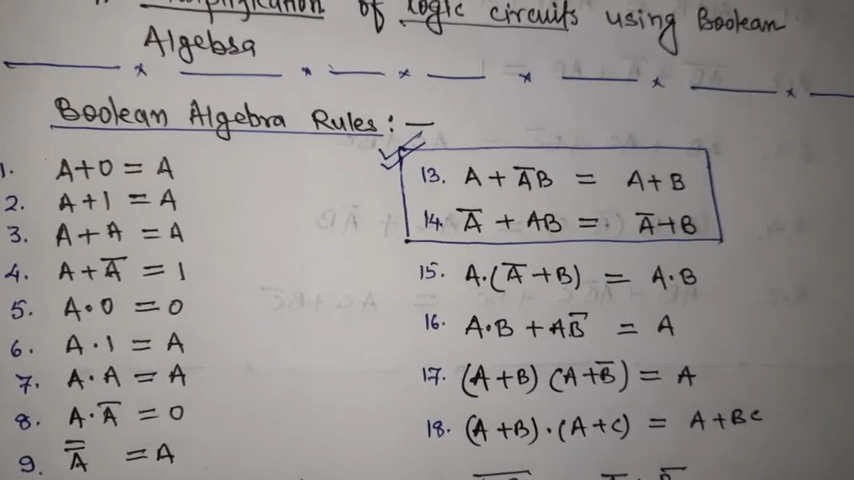 of Logic circuits using Boolean
Algebra
Boolean Algebra Rules : —
1. A + 0 = A
2. A + 1 = A
3. A + A = A
4. A + A̅ = 1
5. A · 0 = 0
6. A · 1 = A
7. A · A = A
8. A · A̅ = 0
9. A̿ = A
13. A + A̅B = A + B
14. A̅ + AB = A̅ + B
15. A · (A̅ + B) = A · B
16. A · B + AB̅ = A
17. (A + B) (A + B̅) = A
18. (A + B) · (A + C) = A + BC